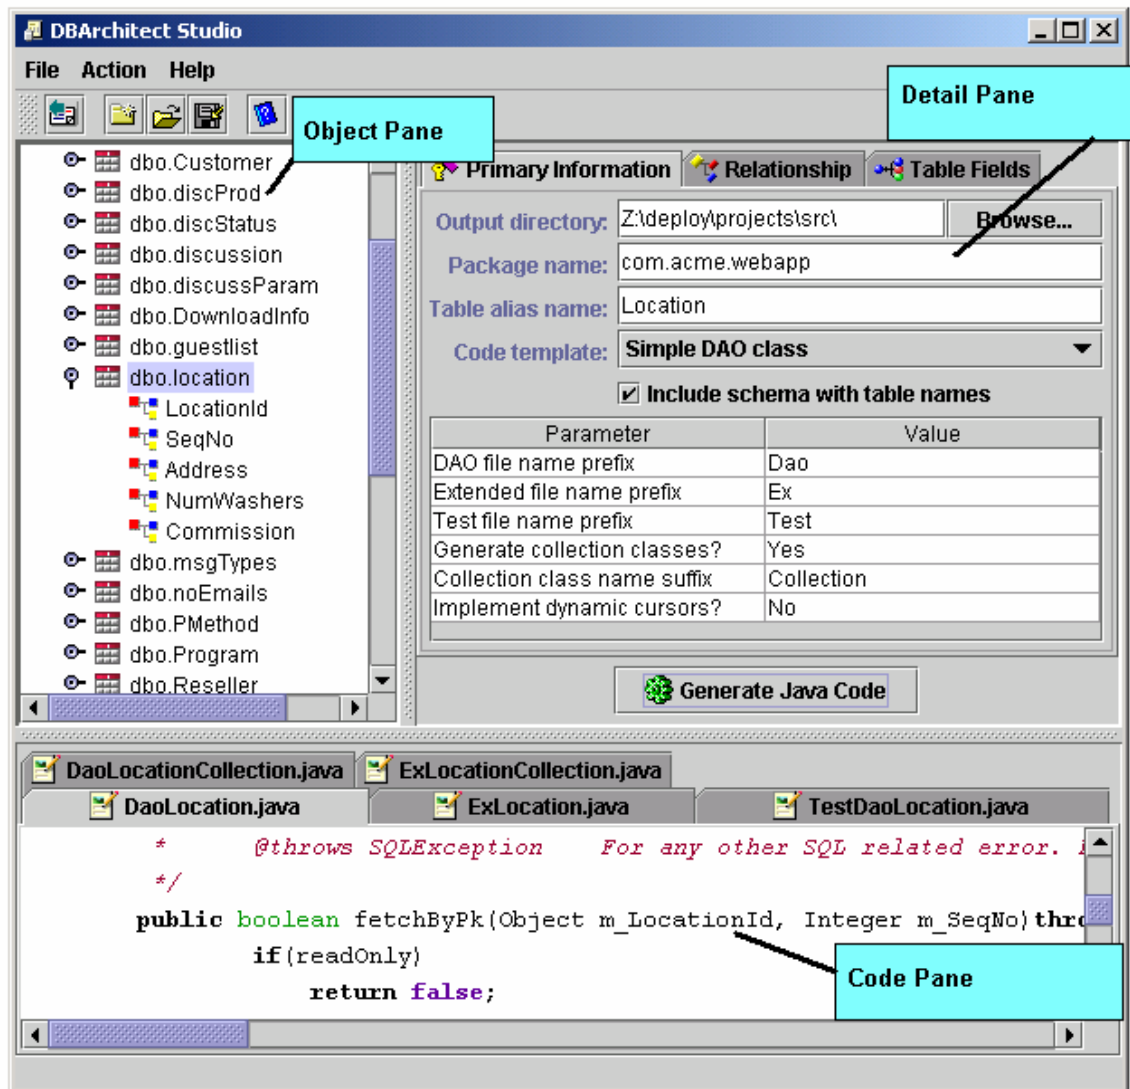 DBArchitect Studio
File Action Help
Object Pane
Detail Pane
dbo.Customer
dbo.discProd
dbo.discStatus
dbo.discussion
dbo.discussParam
dbo.DownloadInfo
dbo.guestlist
dbo.location
LocationId
SeqNo
Address
NumWashers
Commission
dbo.msgTypes
dbo.noEmails
dbo.PMethod
dbo.Program
dbo.Reseller
Primary Information Relationship Table Fields
Output directory: Z:\deploy\projects\src\ Browse...
Package name: com.acme.webapp
Table alias name: Location
Code template: Simple DAO class
Include schema with table names
Parameter Value
DAO file name prefix Dao
Extended file name prefix Ex
Test file name prefix Test
Generate collection classes? Yes
Collection class name suffix Collection
Implement dynamic cursors? No
Generate Java Code
DaoLocationCollection.java ExLocationCollection.java
DaoLocation.java ExLocation.java TestDaoLocation.java
* @throws SQLException For any other SQL related error.
*/
public boolean fetchByPk(Object m_LocationId, Integer m_SeqNo)thro
if(readOnly)
return false;
Code Pane